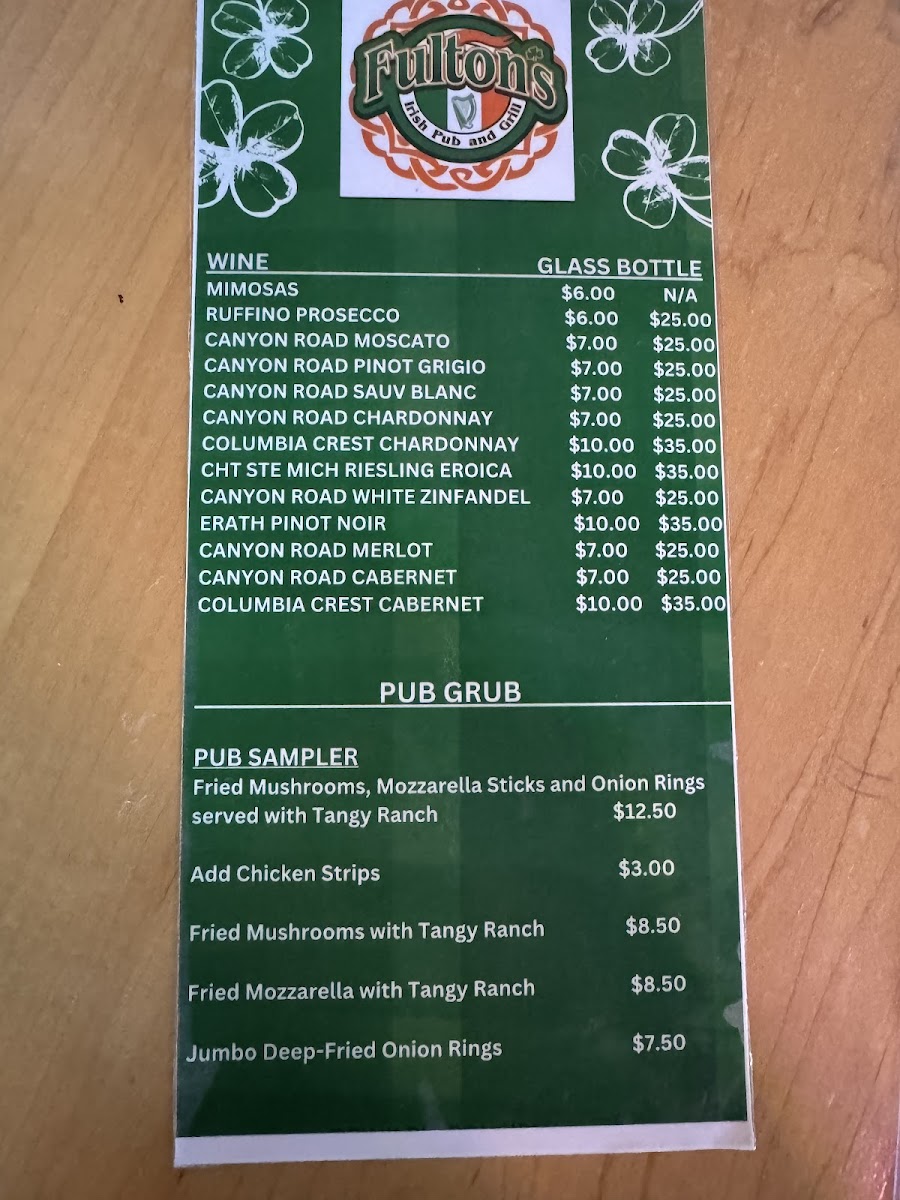 Fulton's
Irish Pub and Grill
WINE GLASS BOTTLE
MIMOSAS $6.00 N/A
RUFFINO PROSECCO $6.00 $25.00
CANYON ROAD MOSCATO $7.00 $25.00
CANYON ROAD PINOT GRIGIO $7.00 $25.00
CANYON ROAD SAUV BLANC $7.00 $25.00
CANYON ROAD CHARDONNAY $7.00 $25.00
COLUMBIA CREST CHARDONNAY $10.00 $35.00
CHT STE MICH RIESLING EROICA $10.00 $35.00
CANYON ROAD WHITE ZINFANDEL $7.00 $25.00
ERATH PINOT NOIR $10.00 $35.00
CANYON ROAD MERLOT $7.00 $25.00
CANYON ROAD CABERNET $7.00 $25.00
COLUMBIA CREST CABERNET $10.00 $35.00
PUB GRUB
PUB SAMPLER
Fried Mushrooms, Mozzarella Sticks and Onion Rings
served with Tangy Ranch $12.50
Add Chicken Strips $3.00
Fried Mushrooms with Tangy Ranch $8.50
Fried Mozzarella with Tangy Ranch $8.50
Jumbo Deep-Fried Onion Rings $7.50